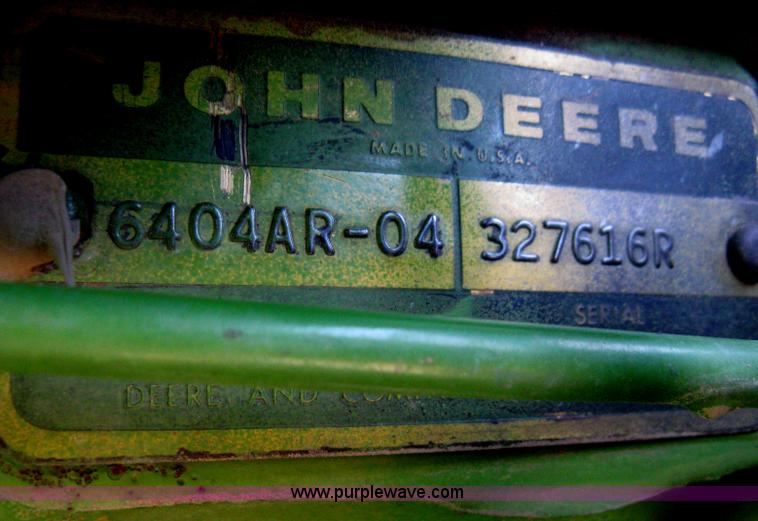 JOHN DEERE
MADE IN U.S.A.
6404AR-04 327616R
SERIAL
DEERE AND
www.purplewave.com